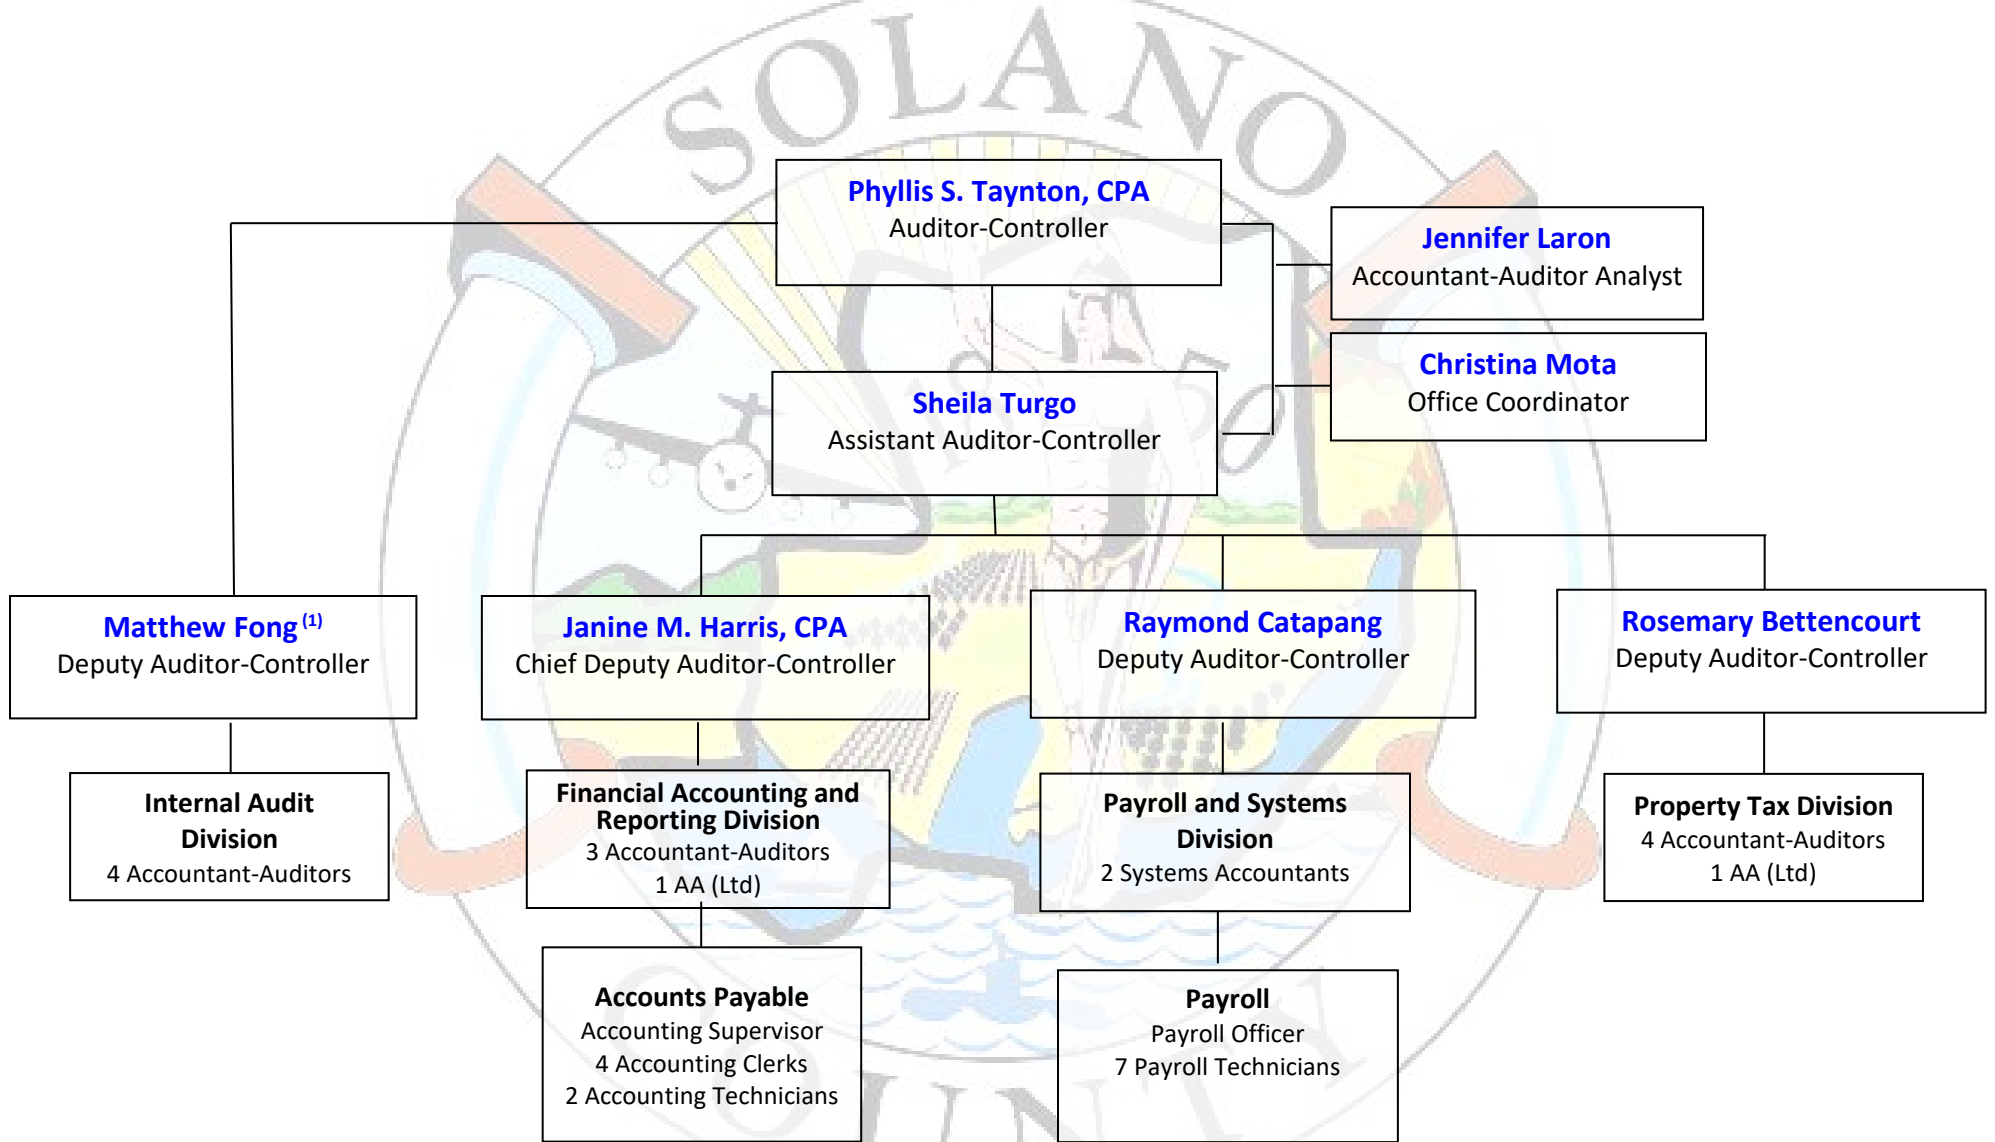 SOLANO
Phyllis S. Taynton, CPA
Auditor-Controller
Jennifer Laron
Accountant-Auditor Analyst
Christina Mota
Office Coordinator
Sheila Turgo
Assistant Auditor-Controller
1850
Matthew Fong (1)
Deputy Auditor-Controller
Janine M. Harris, CPA
Chief Deputy Auditor-Controller
Raymond Catapang
Deputy Auditor-Controller
Rosemary Bettencourt
Deputy Auditor-Controller
Internal Audit
Division
4 Accountant-Auditors
Financial Accounting and
Reporting Division
3 Accountant-Auditors
1 AA (Ltd)
Payroll and Systems
Division
2 Systems Accountants
Property Tax Division
4 Accountant-Auditors
1 AA (Ltd)
Accounts Payable
Accounting Supervisor
4 Accounting Clerks
2 Accounting Technicians
Payroll
Payroll Officer
7 Payroll Technicians
COUNTY